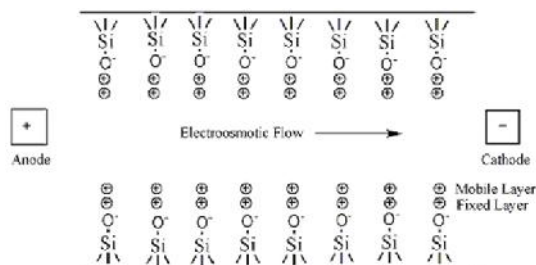 Si Si Si Si Si Si Si Si
O⁻ O⁻ O⁻ O⁻ O⁻ O⁻ O⁻ O⁻
⊕ ⊕ ⊕ ⊕ ⊕ ⊕ ⊕ ⊕
⊕ ⊕ ⊕ ⊕ ⊕ ⊕ ⊕ ⊕
+ −
Electroosmotic Flow
Anode Cathode
⊕ ⊕ ⊕ ⊕ ⊕ ⊕ ⊕ ⊕ Mobile Layer
⊕ ⊕ ⊕ ⊕ ⊕ ⊕ ⊕ ⊕ Fixed Layer
O⁻ O⁻ O⁻ O⁻ O⁻ O⁻ O⁻ O⁻
Si Si Si Si Si Si Si Si